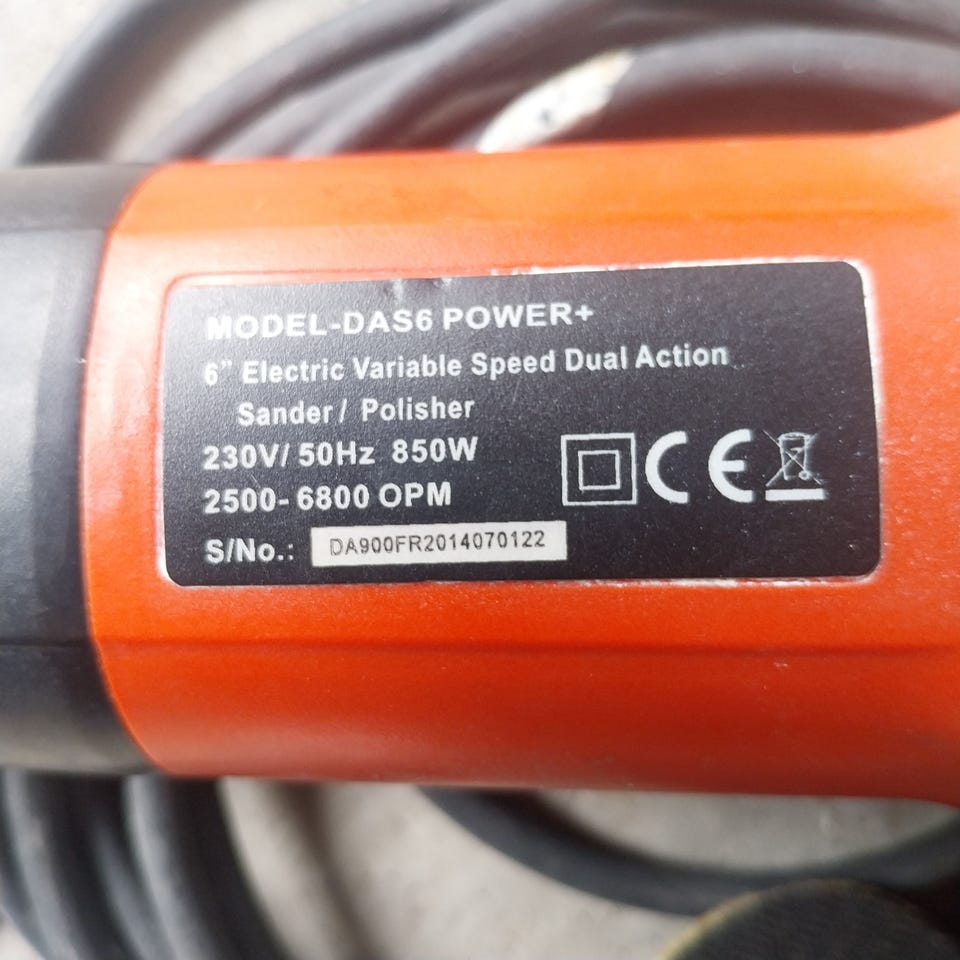 MODEL-DAS6 POWER+
6" Electric Variable Speed Dual Action
Sander / Polisher
230V/ 50Hz 850W
2500- 6800 OPM
CE
S/No.: DA900FR2014070122